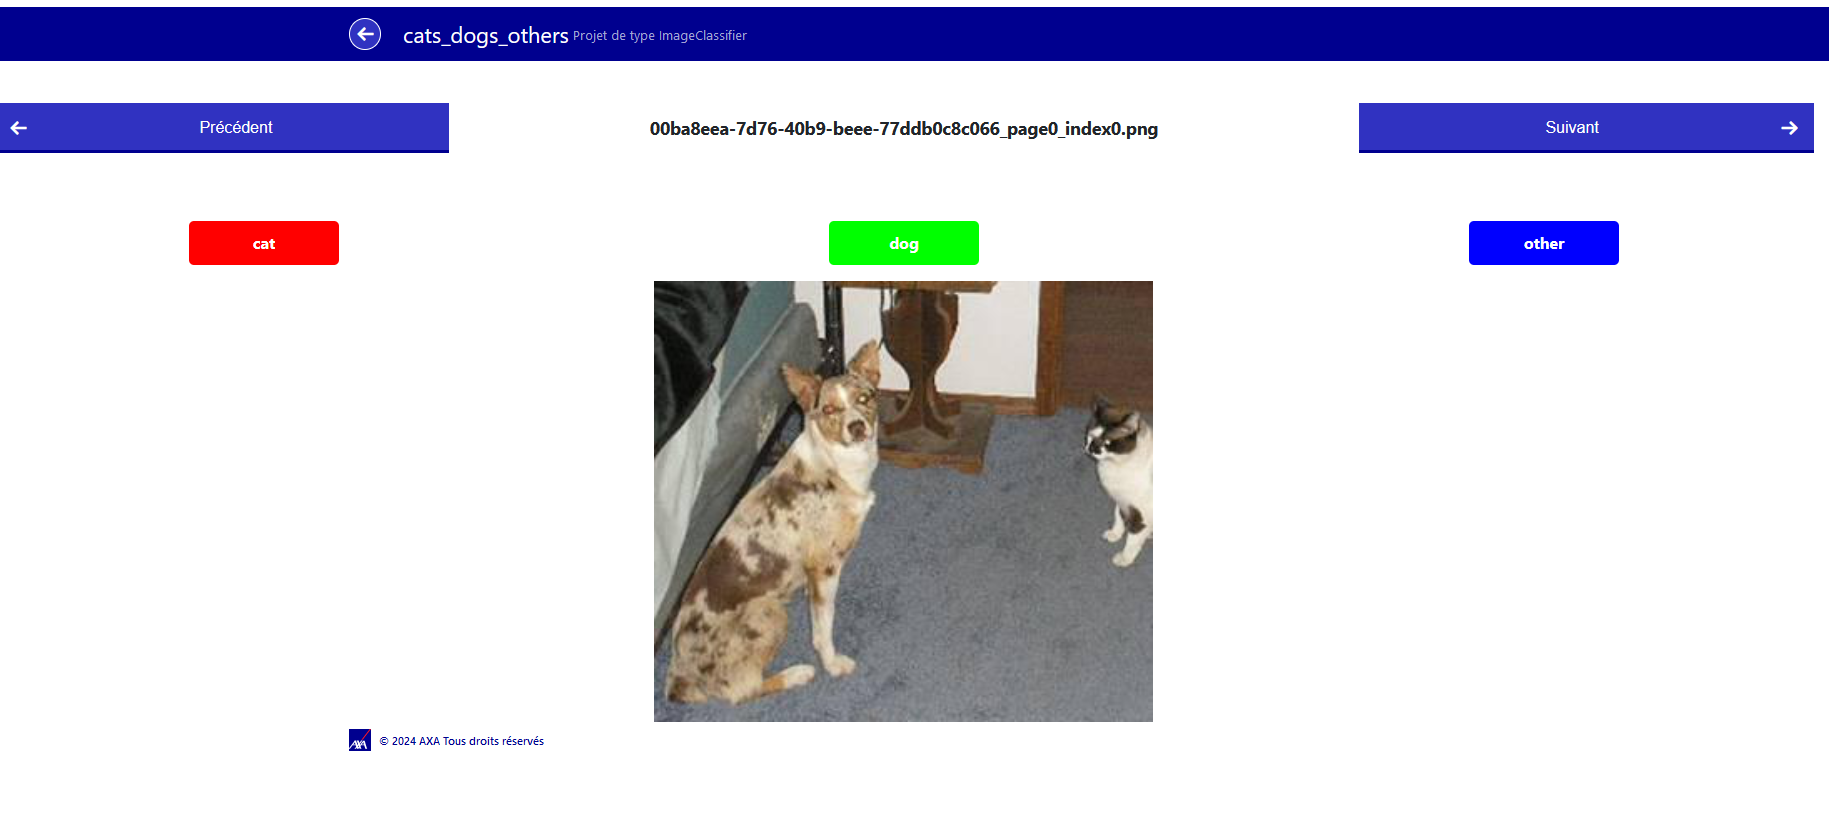 cats_dogs_others Projet de type ImageClassifier
Précédent
00ba8eea-7d76-40b9-beee-77ddb0c8c066_page0_index0.png
Suivant
cat
dog
other
AXA © 2024 AXA Tous droits réservés